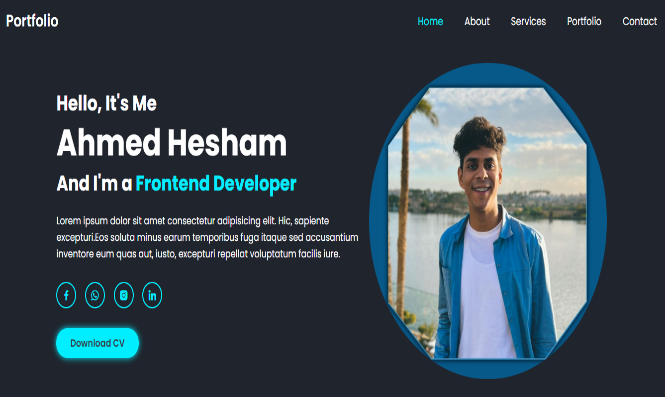 Portfolio
Home About Services Portfolio Contact
Hello, It's Me
Ahmed Hesham
And I'm a Frontend Developer
Lorem ipsum dolor sit amet consectetur adipisicing elit. Hic, sapiente
excepturi.Eos soluta minus earum temporibus fuga itaque sed accusantium
inventore eum quas aut, iusto, excepturi repellat voluptatum facilis iure.
Download CV